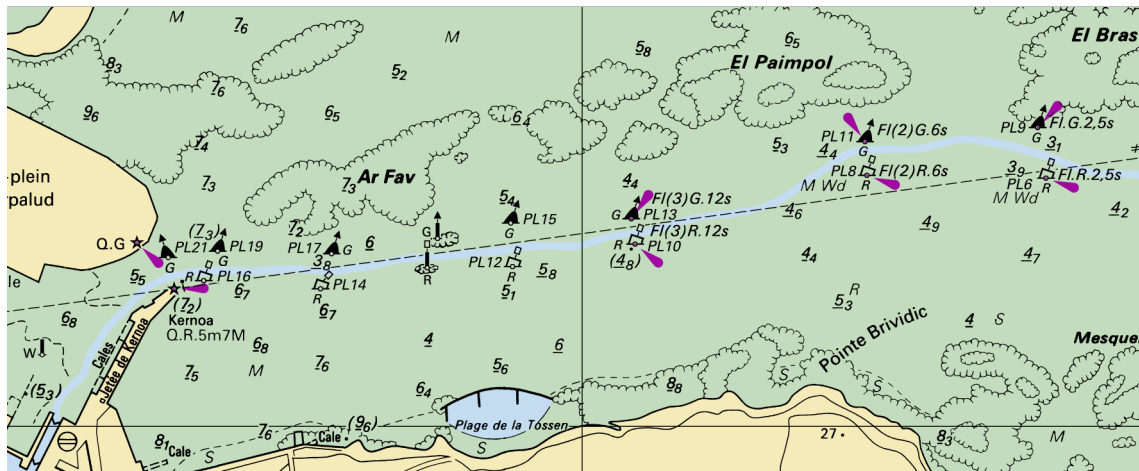 7₆
M
El Bras
8₃
7₆
5₂
5₈
6₅
El Paimpol
9₆
6₅
6₄
7₄
5₃
PL11
Fl(2)G.6s
G
4₄
PL9
Fl.G.2,5s
G
3₁
-plein
rpalud
7₃
Ar Fav
7₃
4₄
PL8
Fl(2)R.6s
R
M Wd
3₉
PL6
Fl.R.2,5s
R
M Wd
5₄
PL15
G
Fl(3)G.12s
PL13
G
4₆
4₂
4₉
Q.G
PL21
G
(7₃)
PL19
G
7₂
PL17
G
6
G
Fl(3)R.12s
R
PL10
(4₈)
5₅
R
PL16
3₈
PL14
R
R
PL12
R
5₈
4₄
4₇
le
(7₂)
6₇
5₁
5₃
R
Kernoa
Q.R.5m7M
6₇
6₈
Cales
Jetée de Kernoa
6₈
4
6
4
S
Pointe Brividic
Mesque
W
7₅
M
7₆
5₆
(5₃)
6₄
8₈
S
S
S
Plage de la Tossen
8₁
Cale
S
7₆
Cale
(9₆)
S
27
8₃
M